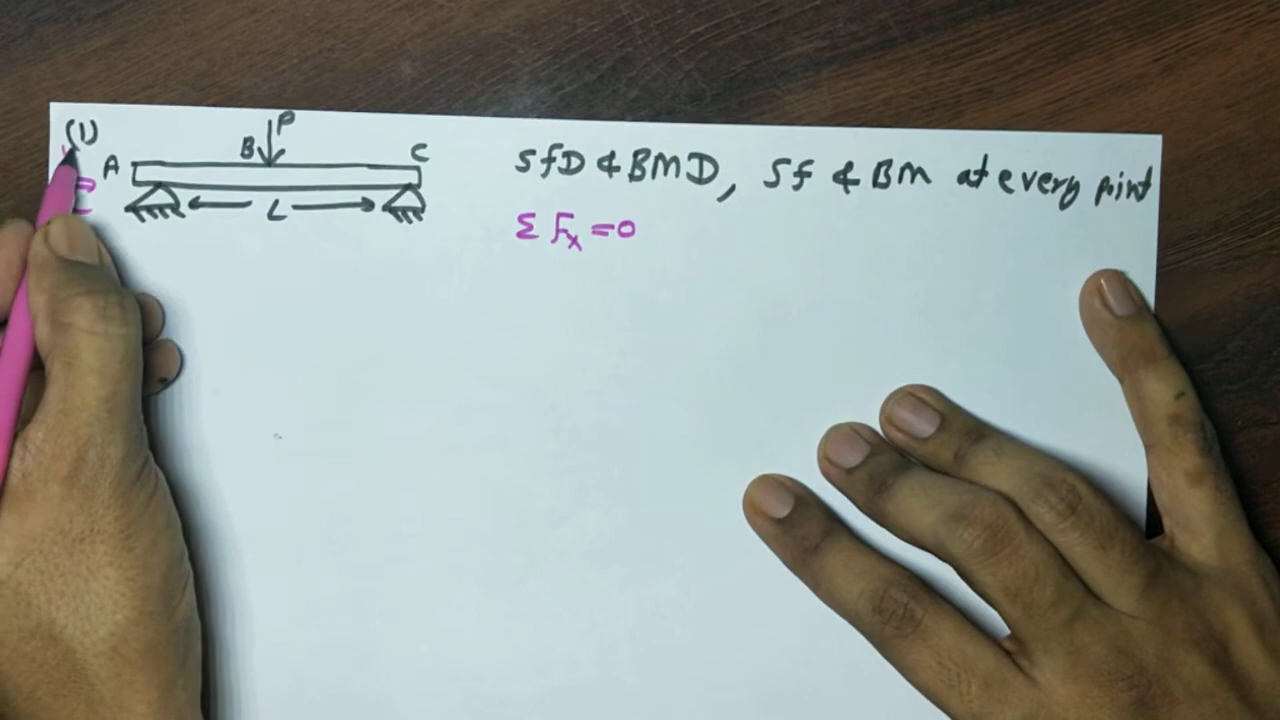 (1)
P
B
A
C
L
SfD & BMD, Sf & BM at every point
Σ Fx = 0